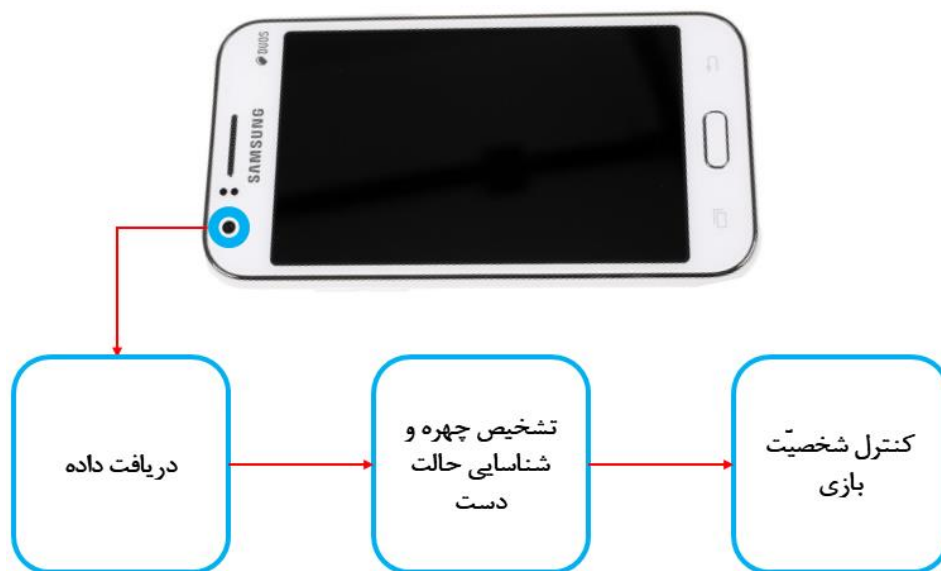 DUOS
SAMSUNG
دریافت داده
تشخیص چهره و
شناسایی حالت
دست
کنترل شخصیّت
بازی